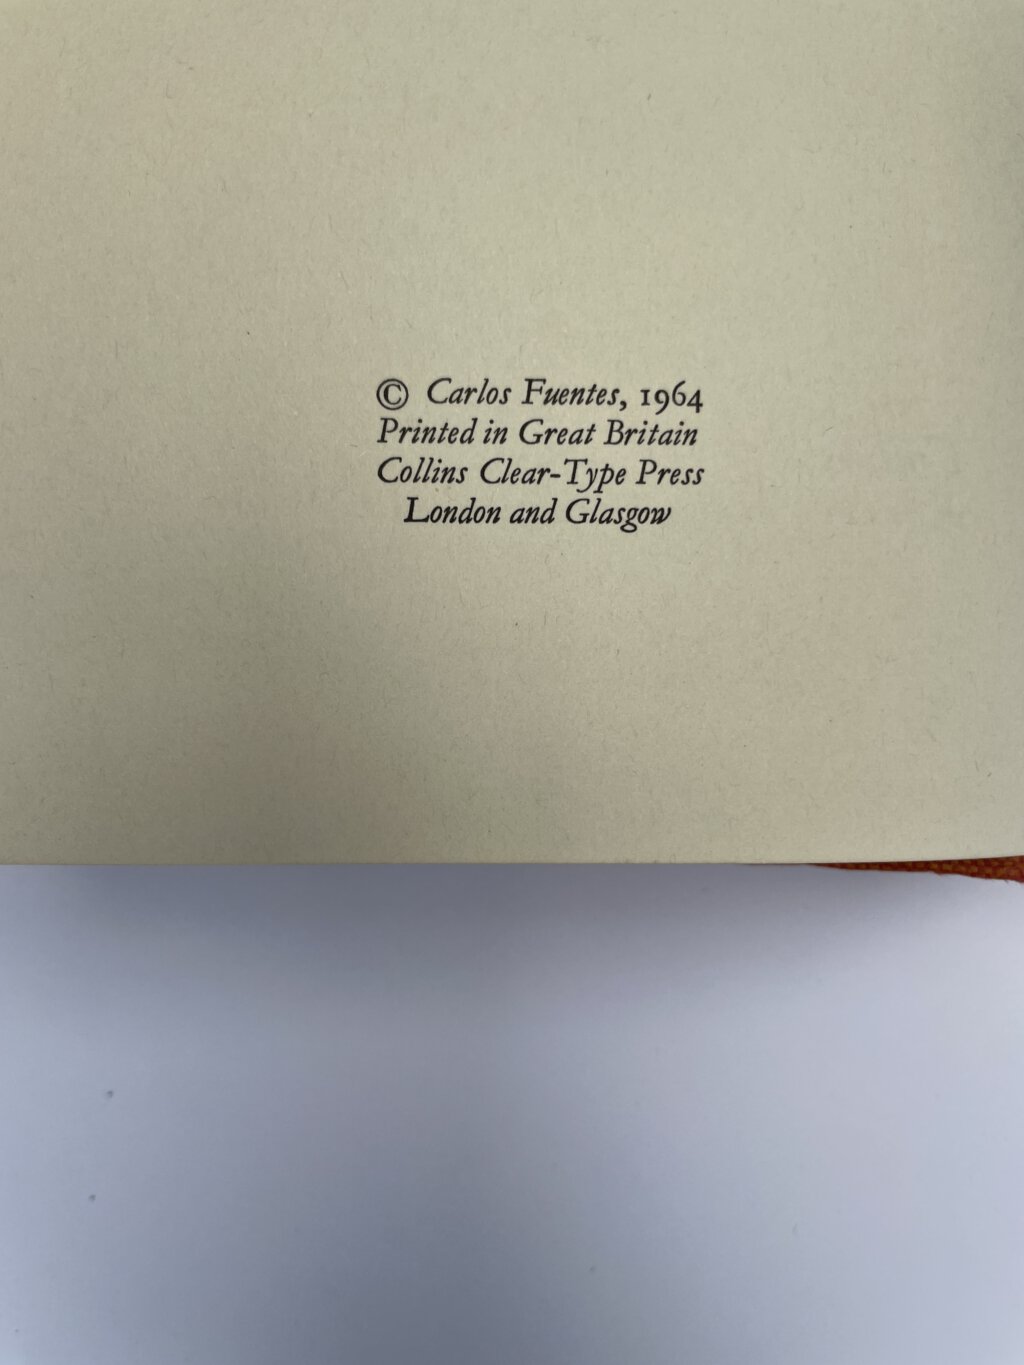 © Carlos Fuentes, 1964
Printed in Great Britain
Collins Clear-Type Press
London and Glasgow